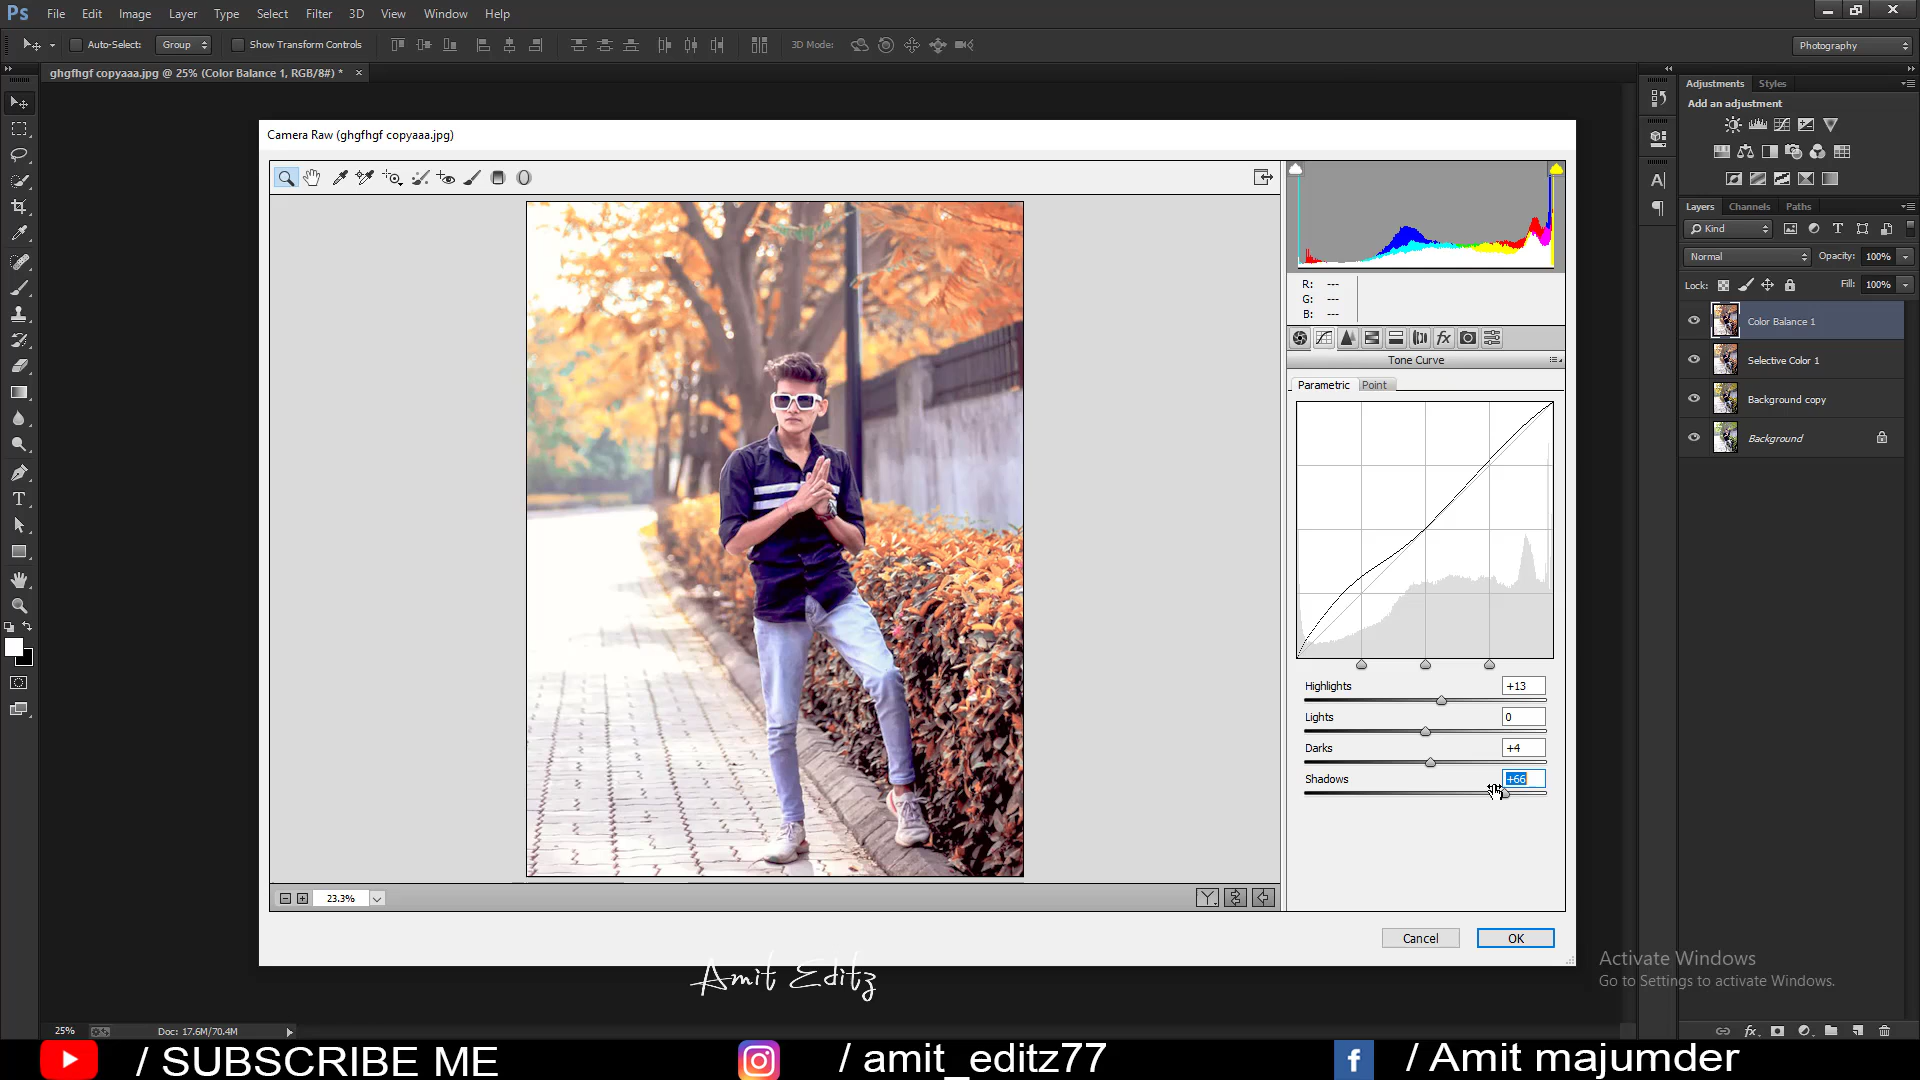 Ps File Edit Image Layer Type Select Filter 3D View Window Help
Auto-Select: Group Show Transform Controls 3D Mode: Photography
ghgfhgf copyaaa.jpg @ 25% (Color Balance 1, RGB/8#) * ×
Adjustments Styles
Add an adjustment
Camera Raw (ghgfhgf copyaaa.jpg)
Layers Channels Paths
Kind
Normal Opacity: 100%
Lock: Fill: 100%
Color Balance 1
Selective Color 1
Background copy
Background
R: ---
G: ---
B: ---
Tone Curve
Parametric Point
Highlights +13
Lights 0
Darks +4
Shadows +66
23.3%
Cancel OK
Amit Editz
Activate Windows
Go to Settings to activate Windows.
25% Doc: 17.6M/70.4M
/ SUBSCRIBE ME / amit_editz77 f / Amit majumder